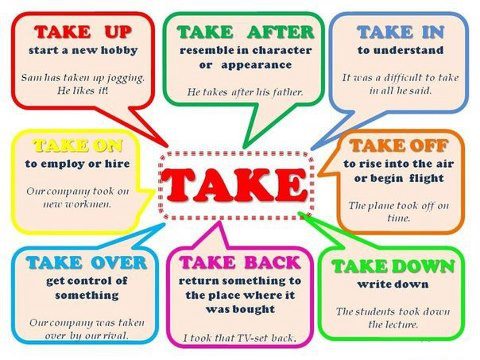 TAKE UP
start a new hobby
Sam has taken up jogging.
He likes it!
TAKE AFTER
resemble in character
or appearance
He takes after his father.
TAKE IN
to understand
It was a difficult to take
in all he said.
TAKE ON
to employ or hire
Our company took on
new workmen.
TAKE
TAKE OFF
to rise into the air
or begin flight
The plane took off on
time.
TAKE OVER
get control of
something
Our company was taken
over by our rival.
TAKE BACK
return something to
the place where it
was bought
I took that TV-set back.
TAKE DOWN
write down
The students took down
the lecture.